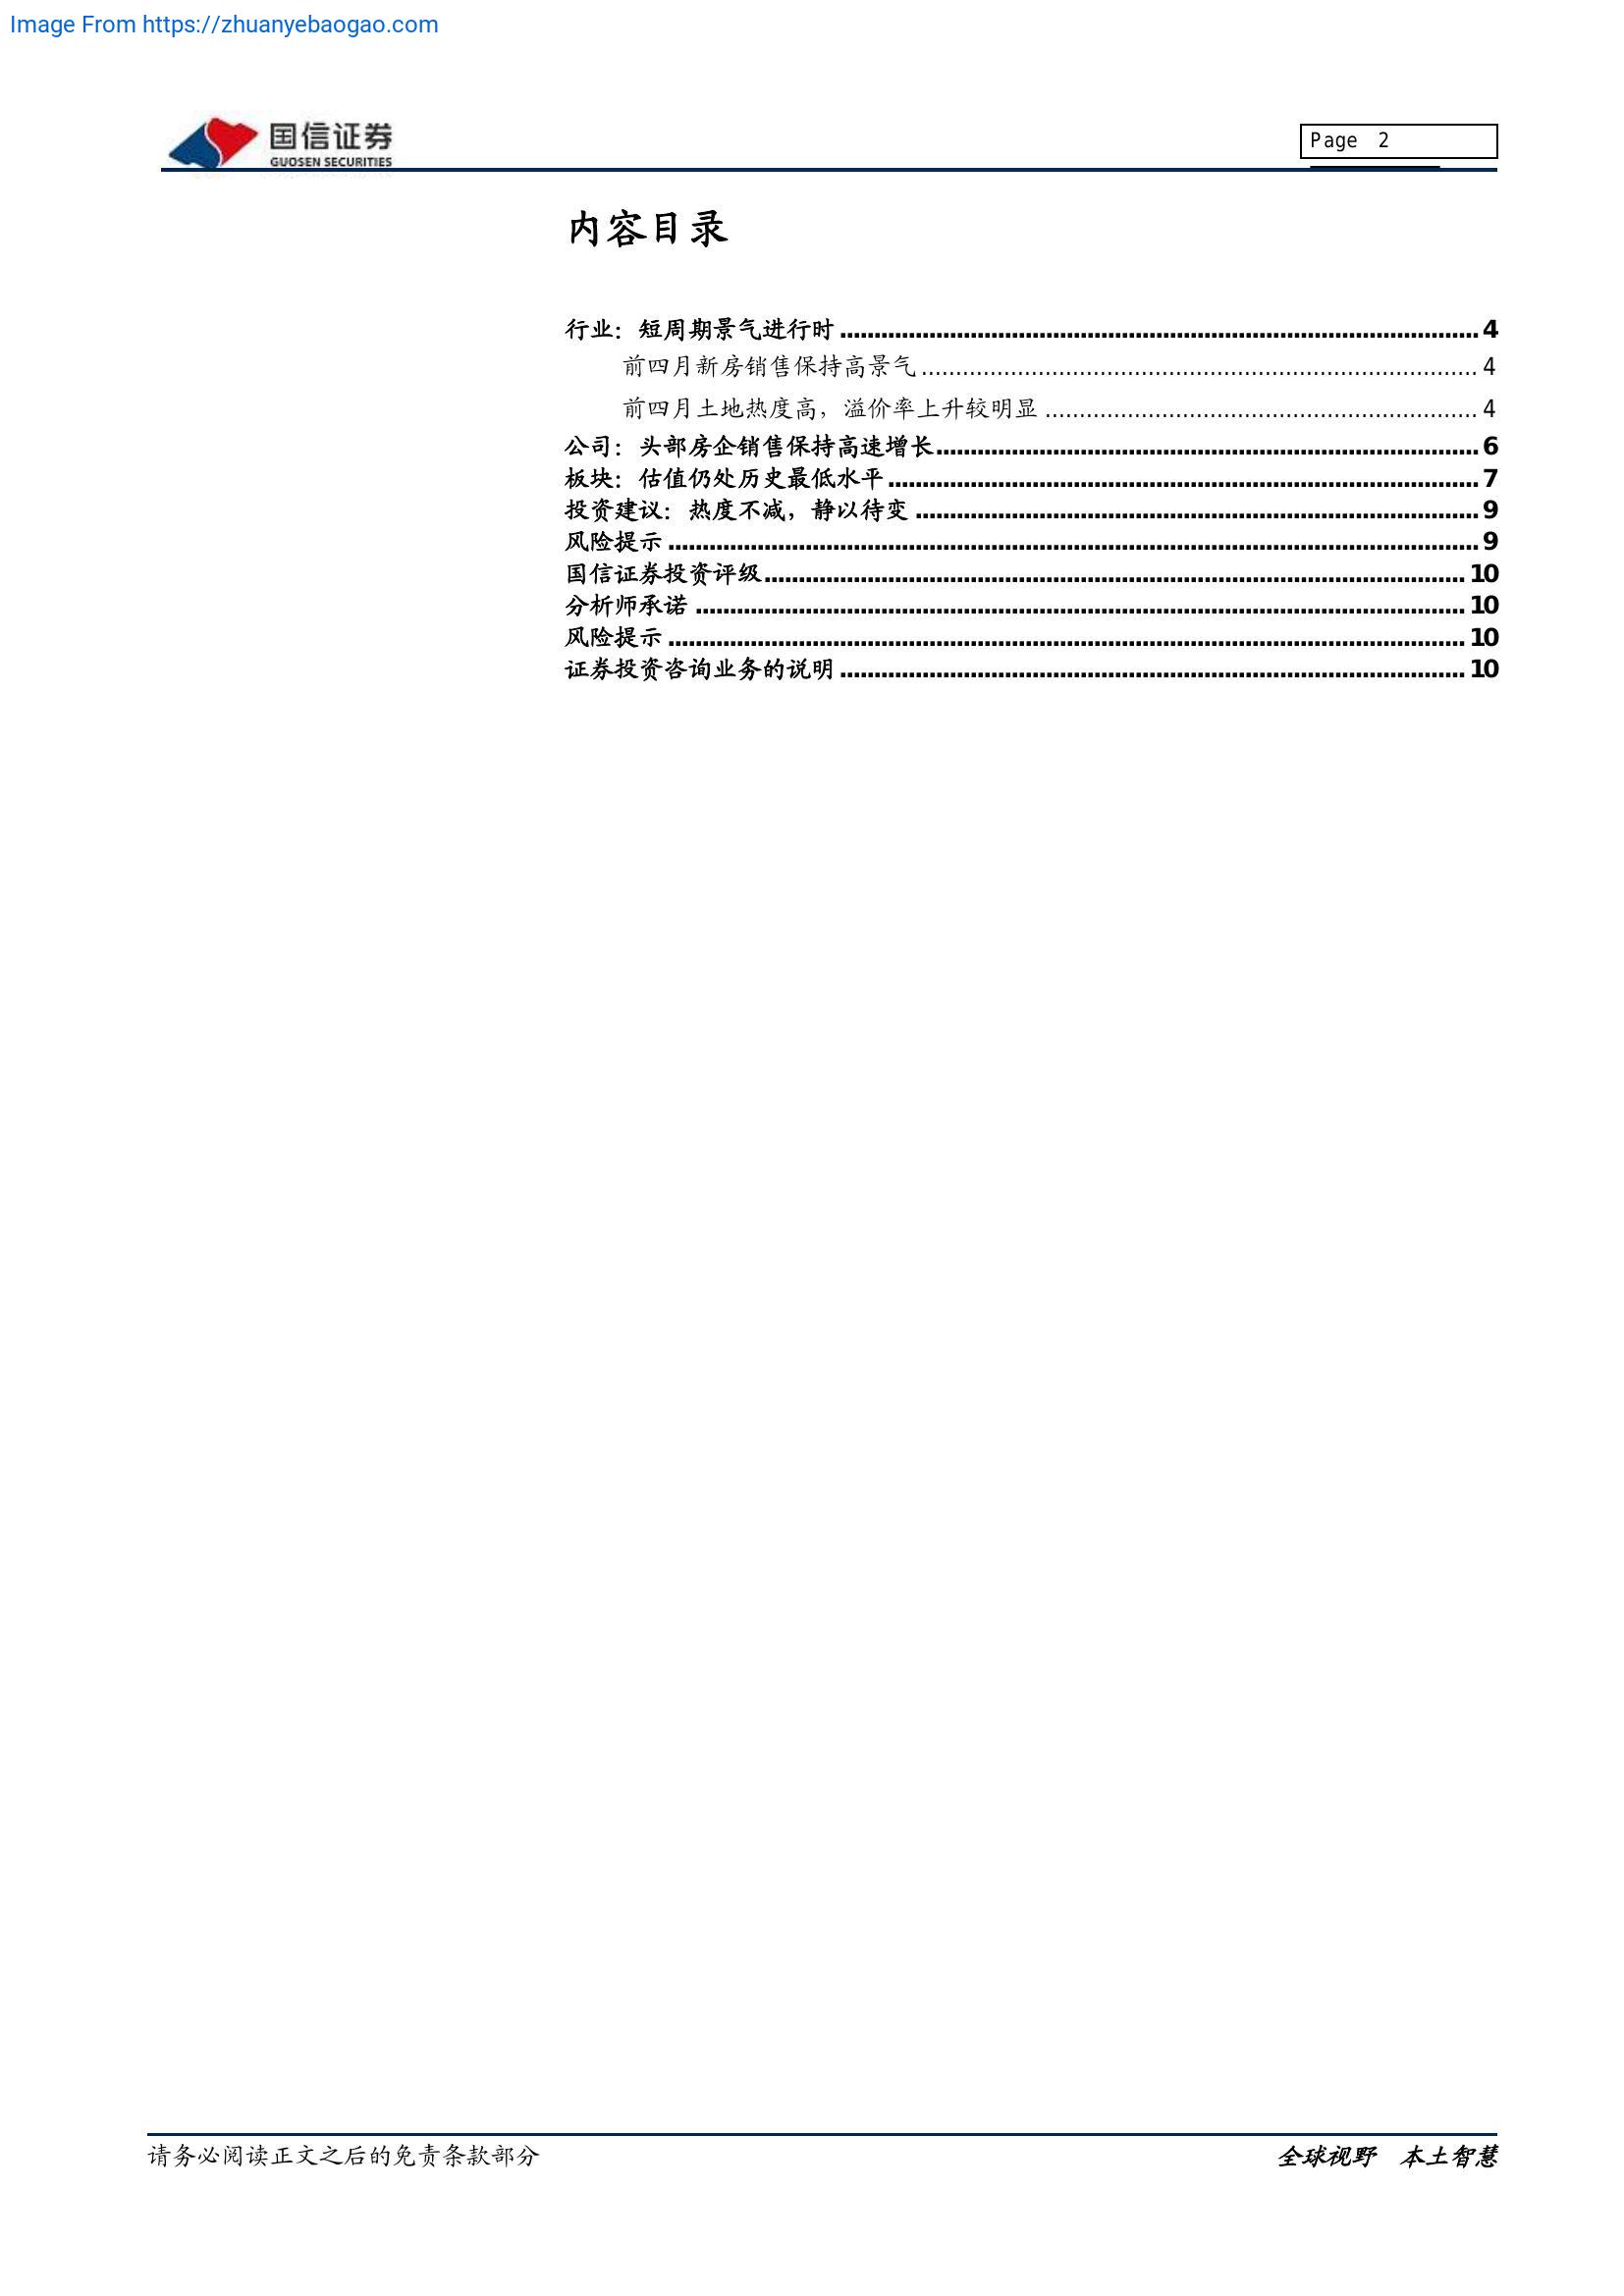 Image From https://zhuanyebaogao.com
国信证券
GUOSEN SECURITIES
Page 2
内容目录
行业：短周期景气进行时 4
前四月新房销售保持高景气 4
前四月土地热度高，溢价率上升较明显 4
公司：头部房企销售保持高速增长 6
板块：估值仍处历史最低水平 7
投资建议：热度不减，静以待变 9
风险提示 9
国信证券投资评级 10
分析师承诺 10
风险提示 10
证券投资咨询业务的说明 10
请务必阅读正文之后的免责条款部分
全球视野 本土智慧